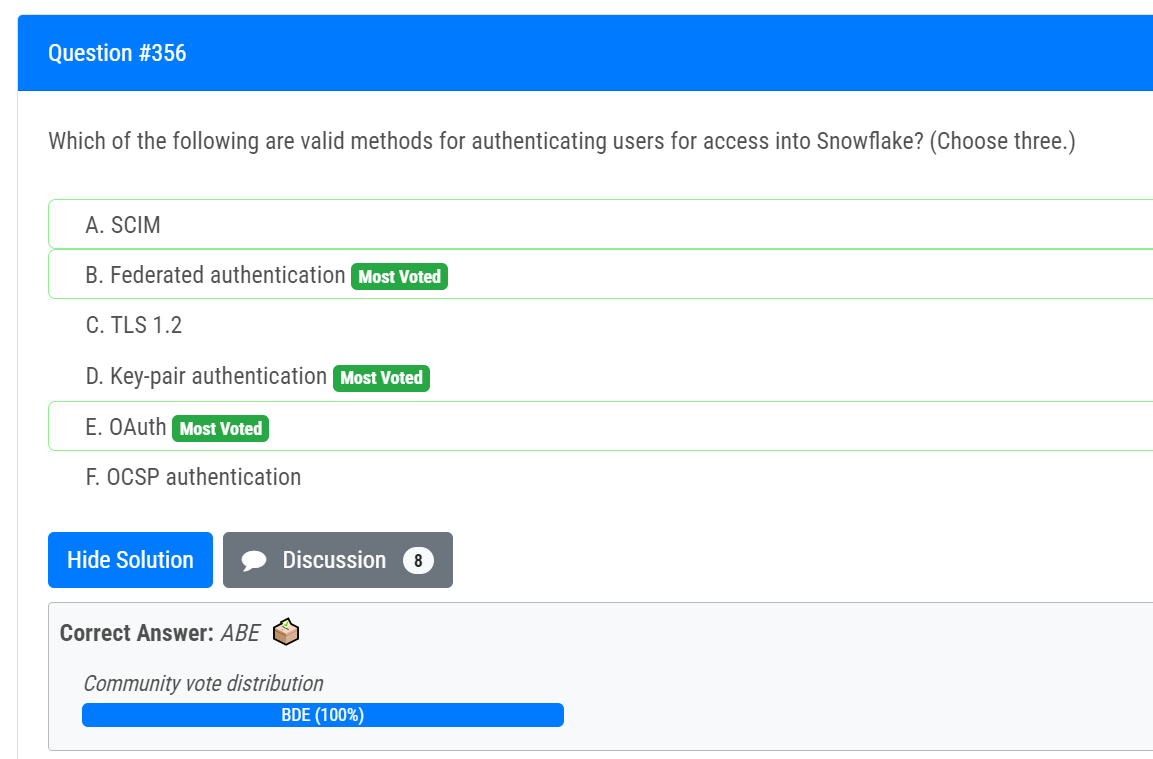 Question #356
Which of the following are valid methods for authenticating users for access into Snowflake? (Choose three.)
A. SCIM
B. Federated authentication Most Voted
C. TLS 1.2
D. Key-pair authentication Most Voted
E. OAuth Most Voted
F. OCSP authentication
Hide Solution Discussion 8
Correct Answer: ABE
Community vote distribution
BDE (100%)